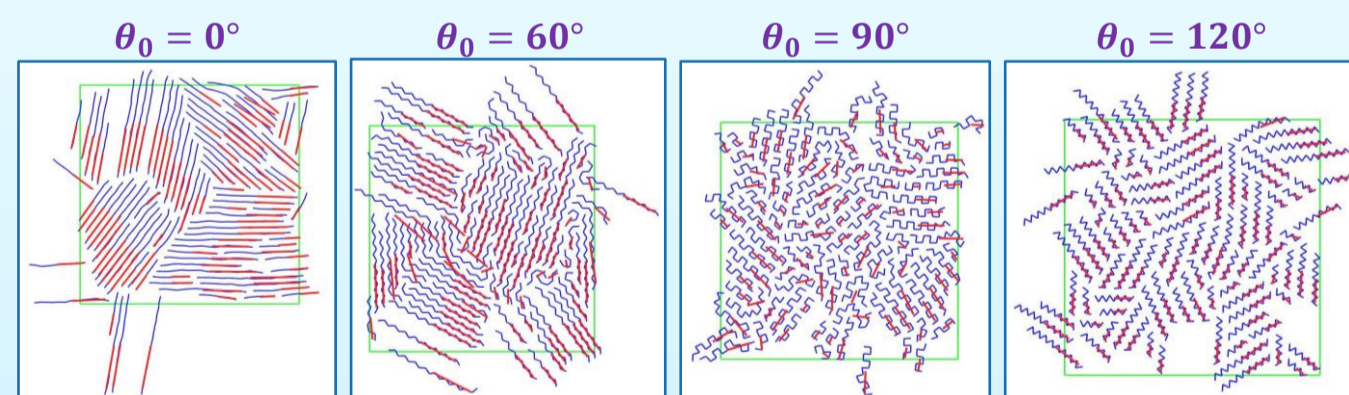 θ₀ = 0°
θ₀ = 60°
θ₀ = 90°
θ₀ = 120°